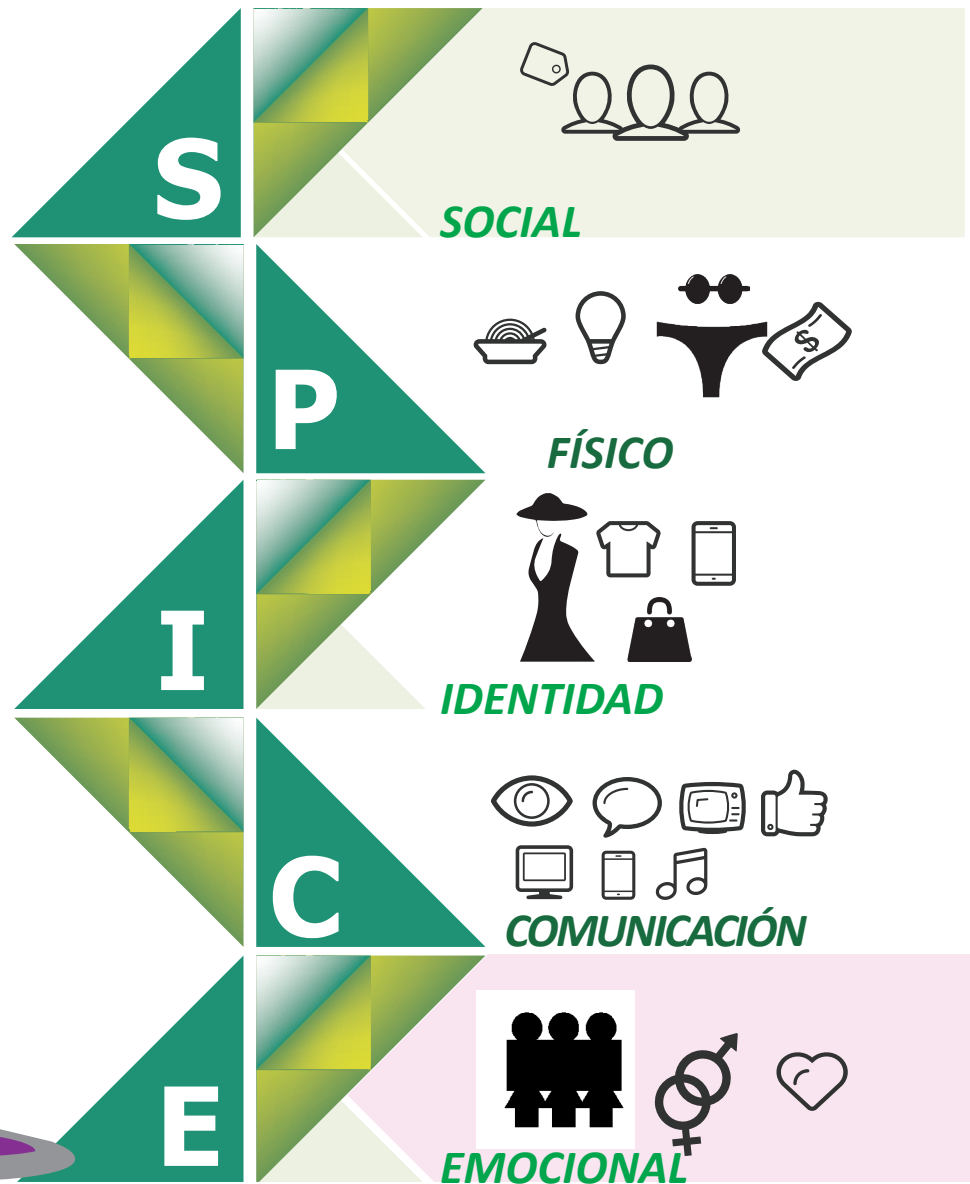 S
SOCIAL
P
$
FÍSICO
I
IDENTIDAD
C
COMUNICACIÓN
E
EMOCIONAL